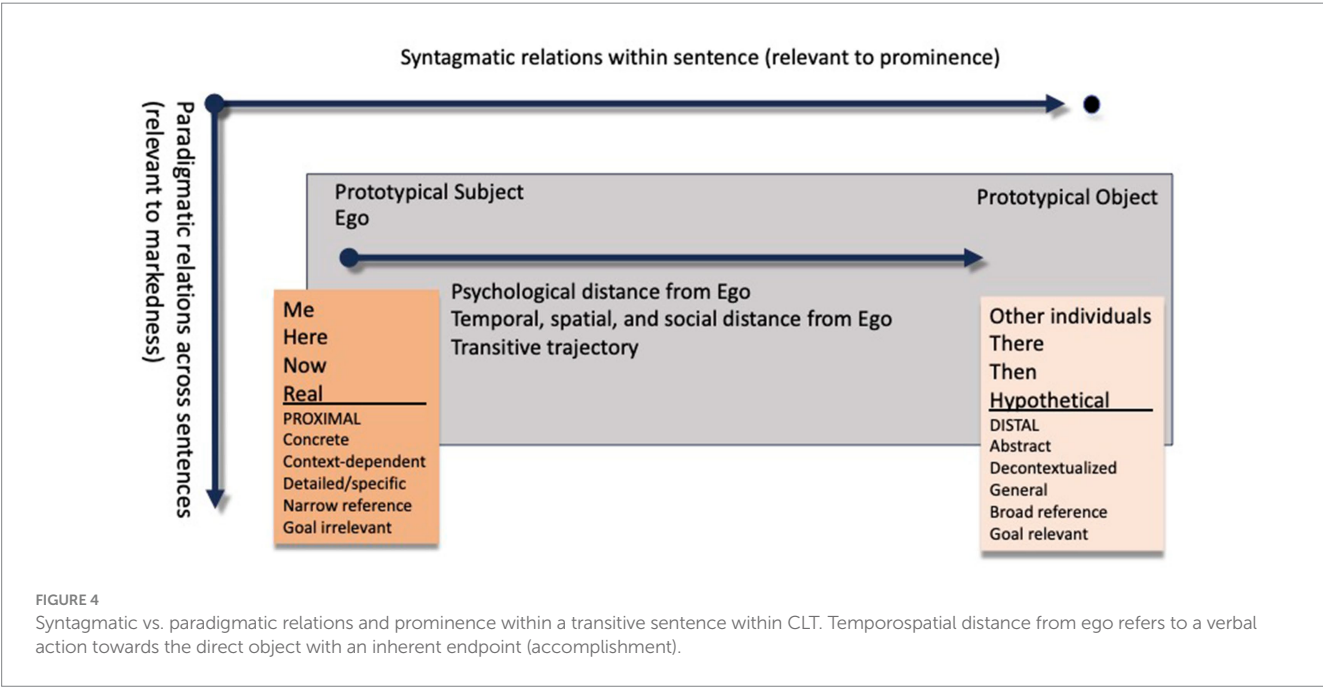 Syntagmatic relations within sentence (relevant to prominence)
Paradigmatic relations across sentences
(relevant to markedness)
Prototypical Subject
Ego
Prototypical Object
Psychological distance from Ego
Temporal, spatial, and social distance from Ego
Transitive trajectory
Me
Here
Now
Real
PROXIMAL
Concrete
Context-dependent
Detailed/specific
Narrow reference
Goal irrelevant
Other individuals
There
Then
Hypothetical
DISTAL
Abstract
Decontextualized
General
Broad reference
Goal relevant
FIGURE 4
Syntagmatic vs. paradigmatic relations and prominence within a transitive sentence within CLT. Temporospatial distance from ego refers to a verbal
action towards the direct object with an inherent endpoint (accomplishment).